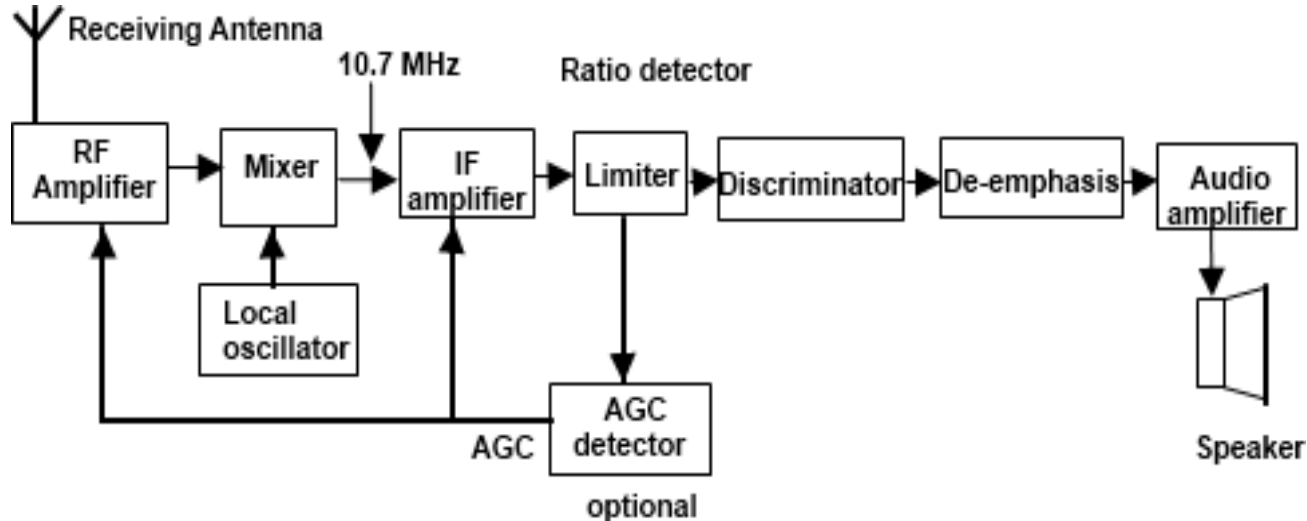 Receiving Antenna
10.7 MHz
Ratio detector
RF
Amplifier
Mixer
IF
amplifier
Limiter
Discriminator
De-emphasis
Audio
amplifier
Local
oscillator
AGC
AGC
detector
optional
Speaker